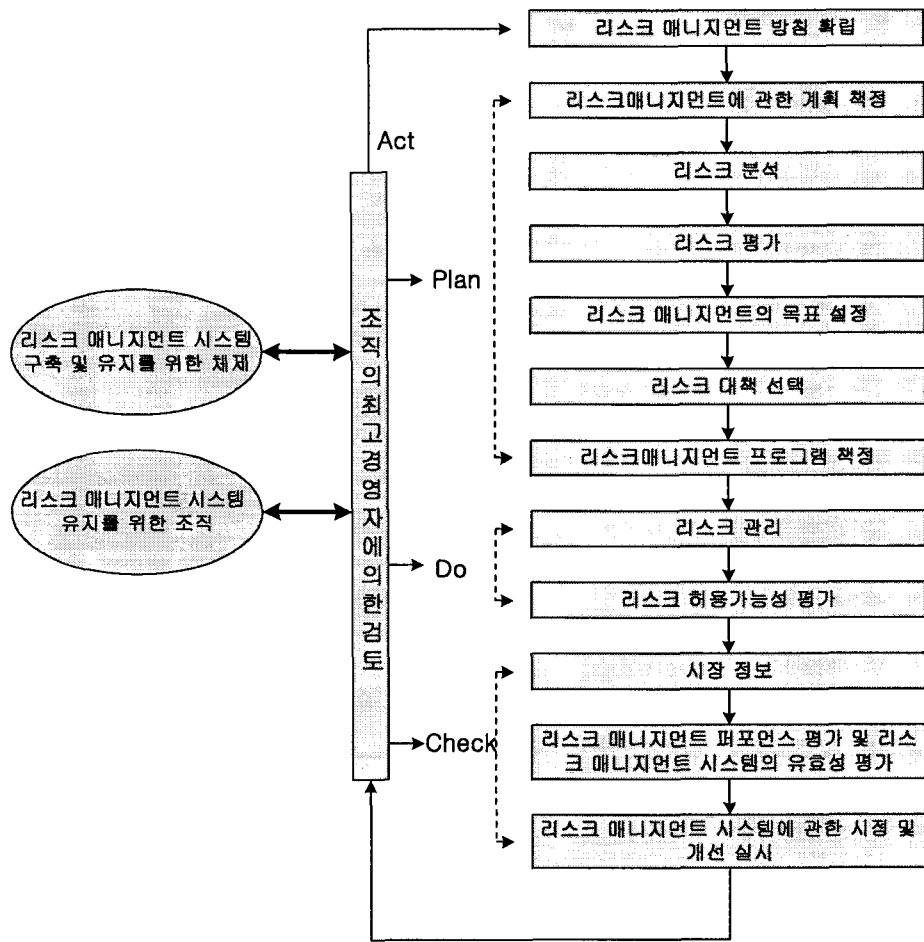 리스크 매니지먼트 방침 확립
리스크매니지먼트에 관한 계획 책정
Act
리스크 분석
리스크 평가
Plan
리스크 매니지먼트의 목표 설정
리스크 매니지먼트 시스템
구축 및 유지를 위한 체제
조직의최고경영자에의한검토
리스크 대책 선택
리스크매니지먼트 프로그램 책정
리스크 매니지먼트 시스템
유지를 위한 조직
리스크 관리
Do
리스크 허용가능성 평가
시장 정보
Check
리스크 매니지먼트 퍼포먼스 평가 및 리스
크 매니지먼트 시스템의 유효성 평가
리스크 매니지먼트 시스템에 관한 시정 및
개선 실시